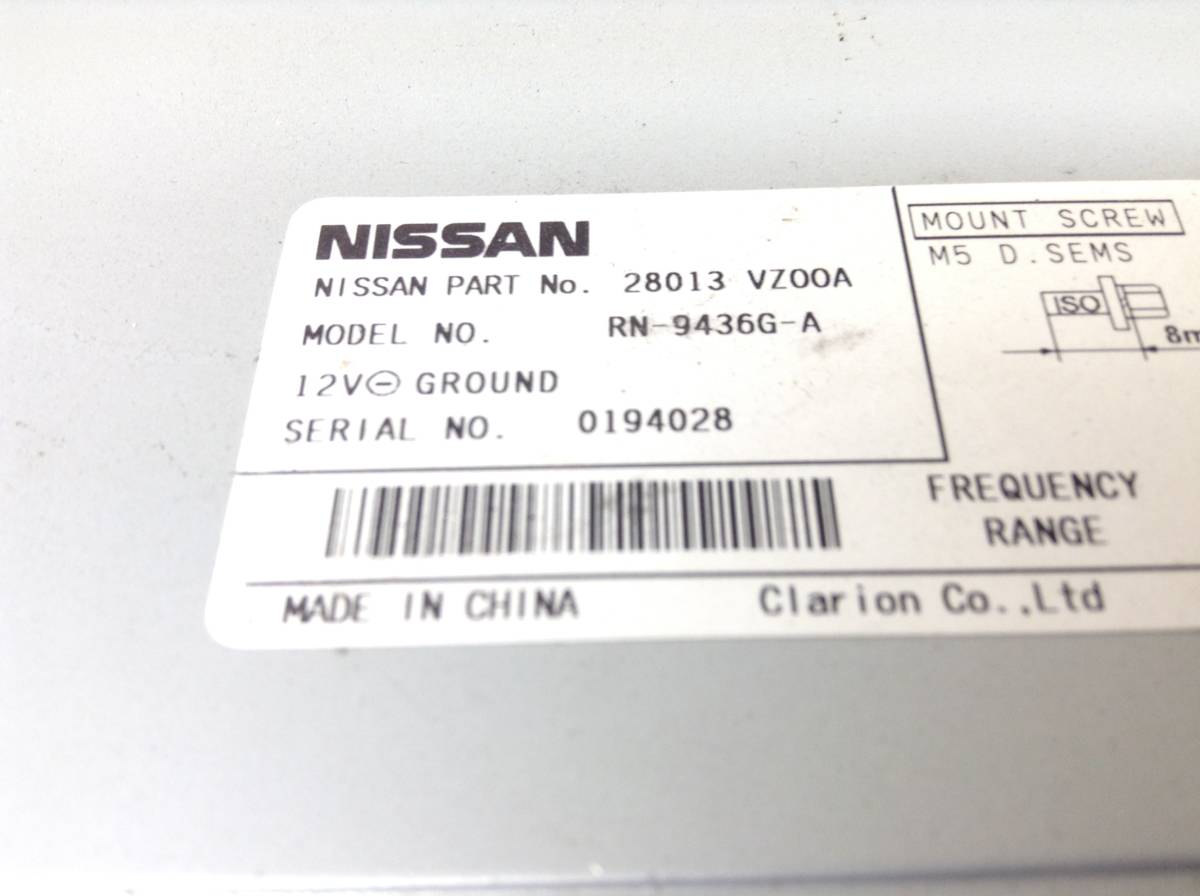 NISSAN
NISSAN PART No. 28013 VZ00A
MODEL NO. RN-9436G-A
12V⊖ GROUND
SERIAL NO. 0194028
MOUNT SCREW
M5 D.SEMS
ISO
FREQUENCY
RANGE
MADE IN CHINA Clarion Co.,Ltd